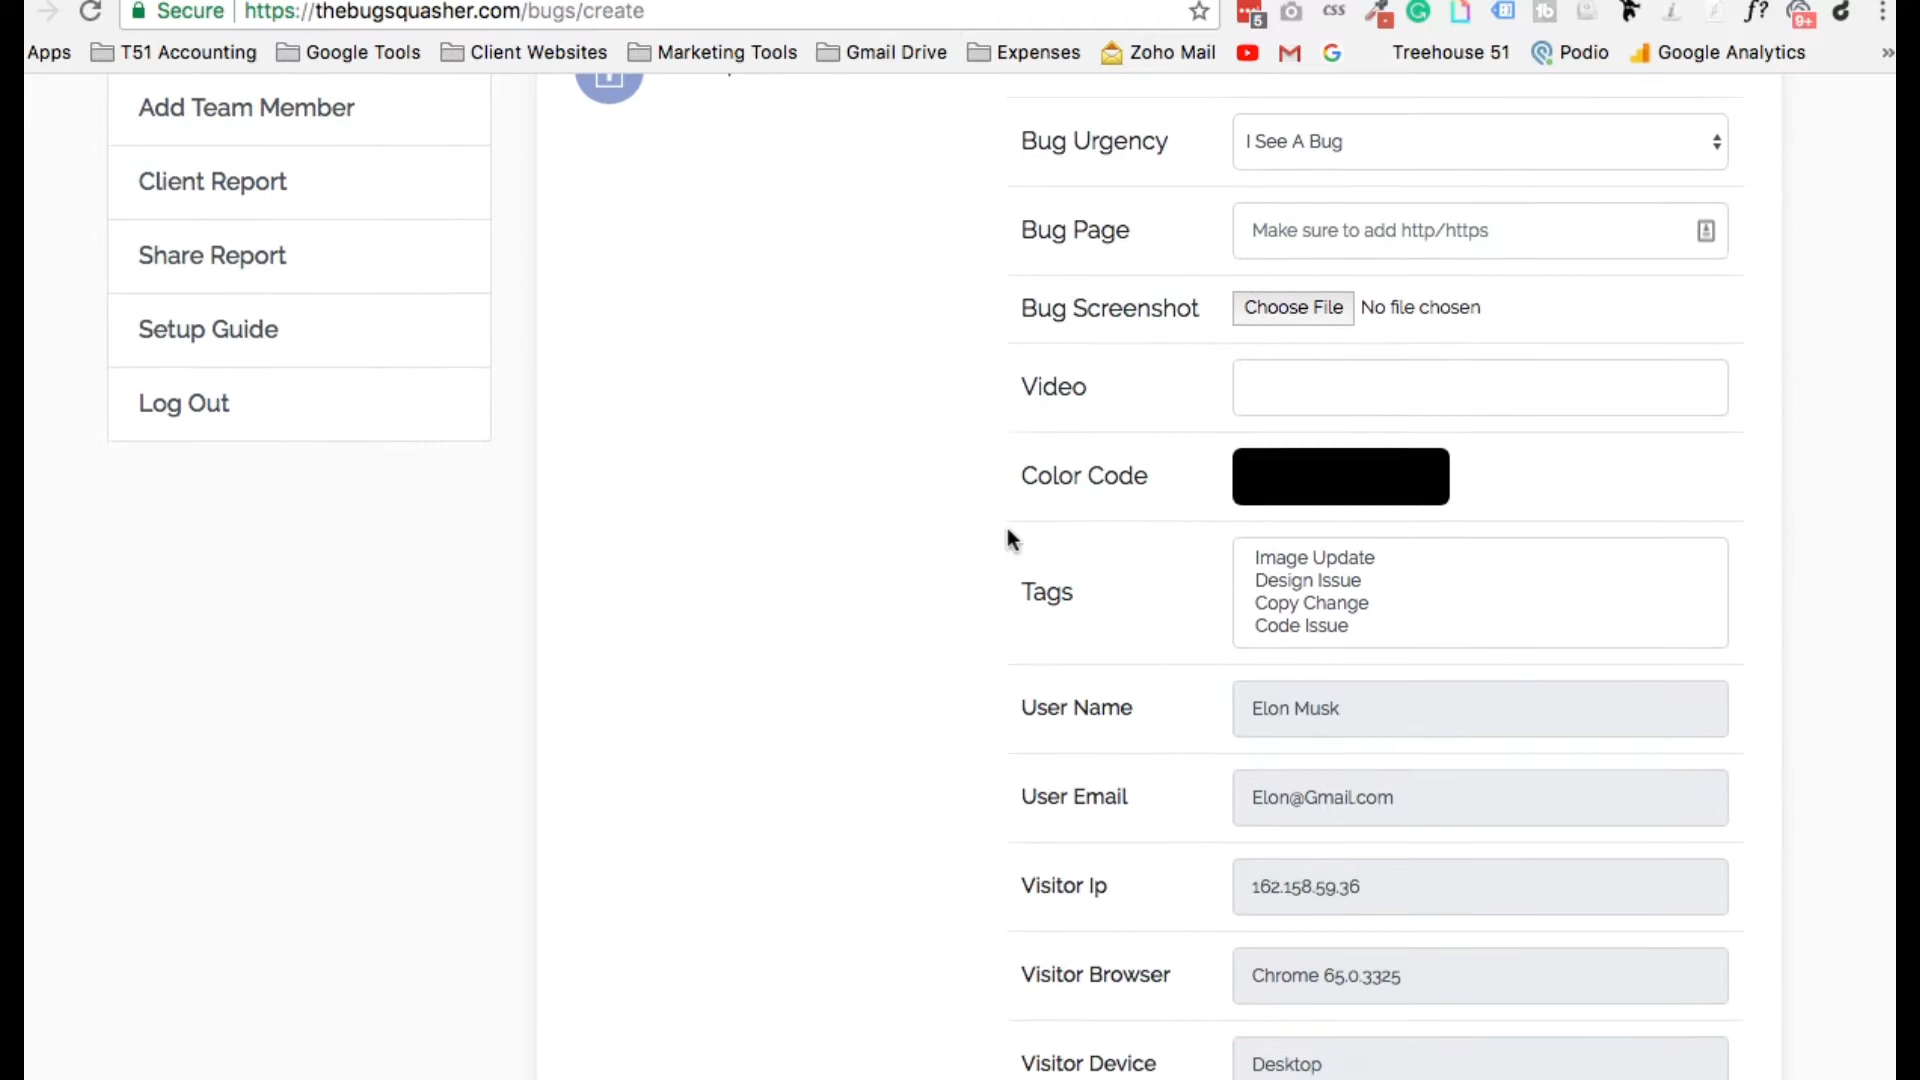 Secure https://thebugsquasher.com/bugs/create
5 css 9+
Apps T51 Accounting Google Tools Client Websites Marketing Tools Gmail Drive Expenses Zoho Mail Treehouse 51 Podio Google Analytics »
Add Team Member
Client Report
Share Report
Setup Guide
Log Out
Bug Urgency I See A Bug
Bug Page Make sure to add http/https
Bug Screenshot Choose File No file chosen
Video
Color Code
Tags
Image Update
Design Issue
Copy Change
Code Issue
User Name Elon Musk
User Email Elon@Gmail.com
Visitor Ip 162.158.59.36
Visitor Browser Chrome 65.0.3325
Visitor Device Desktop